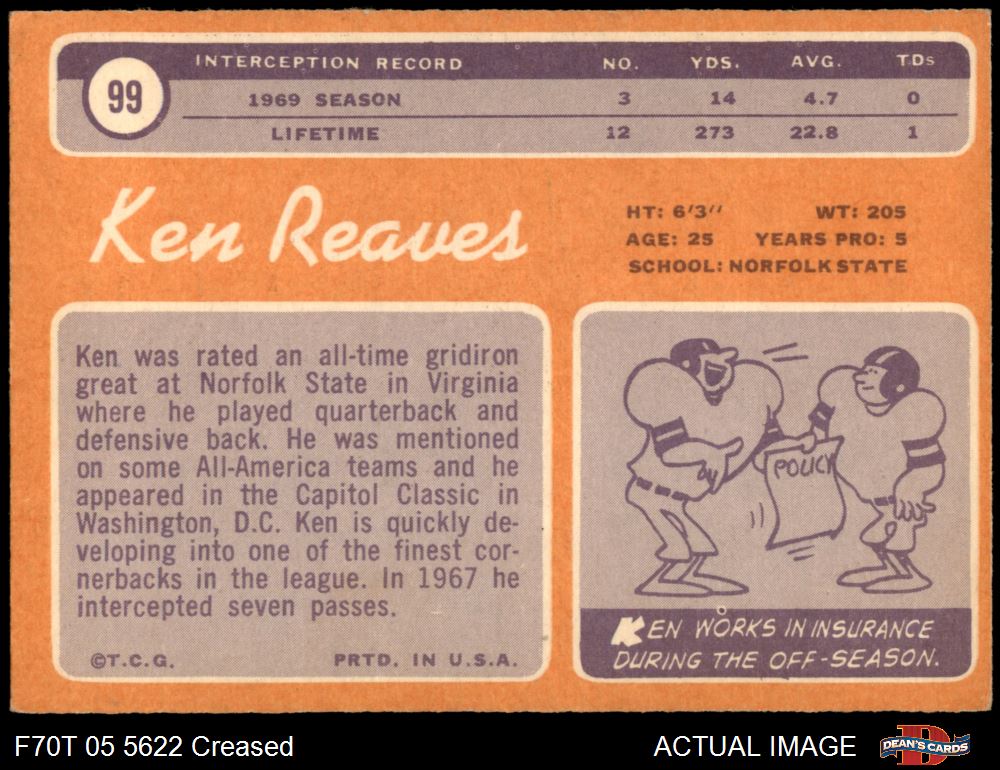 99
INTERCEPTION RECORD NO. YDS. AVG. TDs
1969 SEASON 3 14 4.7 0
LIFETIME 12 273 22.8 1
Ken Reaves
HT: 6'3" WT: 205
AGE: 25 YEARS PRO: 5
SCHOOL: NORFOLK STATE
Ken was rated an all-time gridiron
great at Norfolk State in Virginia
where he played quarterback and
defensive back. He was mentioned
on some All-America teams and he
appeared in the Capitol Classic in
Washington, D.C. Ken is quickly de-
veloping into one of the finest cor-
nerbacks in the league. In 1967 he
intercepted seven passes.
©T.C.G. PRTD. IN U.S.A.
POLICY
KEN WORKS IN INSURANCE
DURING THE OFF-SEASON.
F70T 05 5622 Creased
ACTUAL IMAGE
D
DEAN'S CARDS